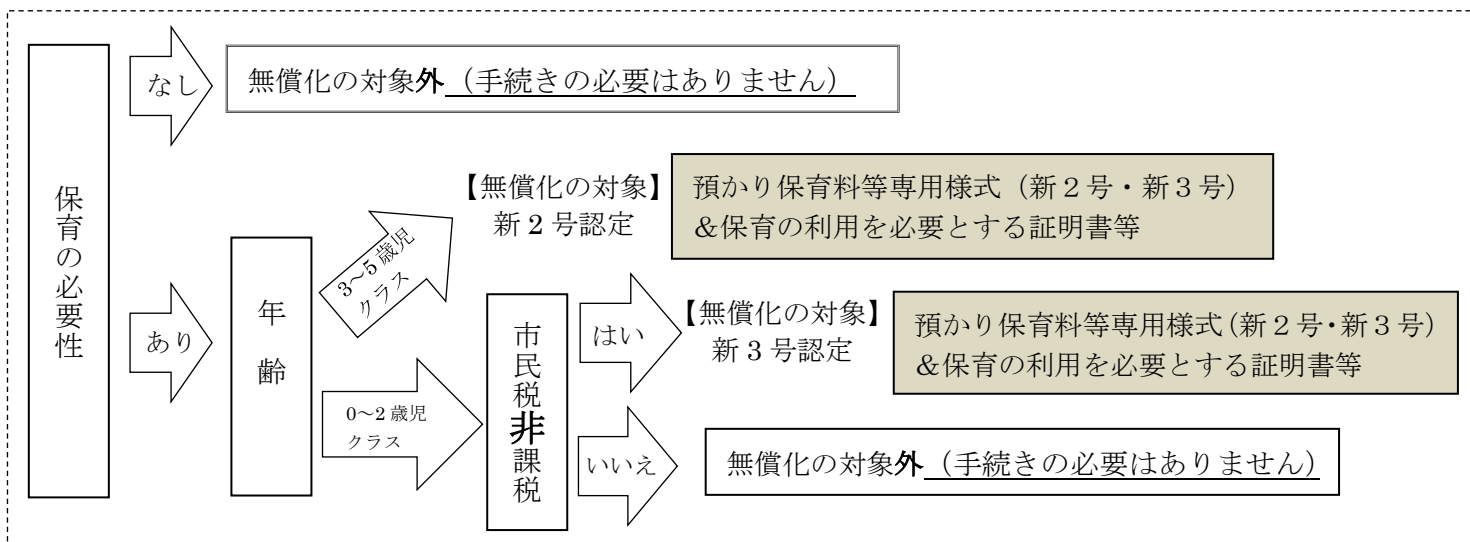 保育の必要性
なし
無償化の対象外(手続きの必要はありません)
あり
年齢
3~5歳児
クラス
【無償化の対象】
新2号認定
預かり保育料等専用様式(新2号・新3号)
&保育の利用を必要とする証明書等
0~2歳児
クラス
市民税非課税
はい
【無償化の対象】
新3号認定
預かり保育料等専用様式(新2号・新3号)
&保育の利用を必要とする証明書等
いいえ
無償化の対象外(手続きの必要はありません)